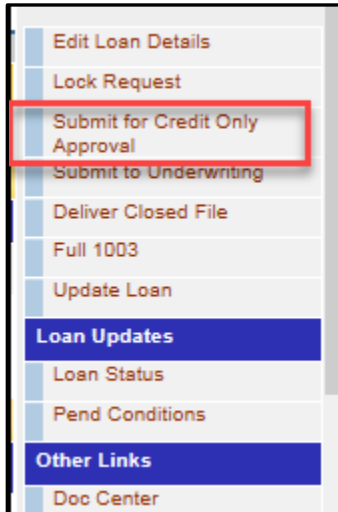 Edit Loan Details
Lock Request
Submit for Credit Only
Approval
Submit to Underwriting
Deliver Closed File
Full 1003
Update Loan
Loan Updates
Loan Status
Pend Conditions
Other Links
Doc Center